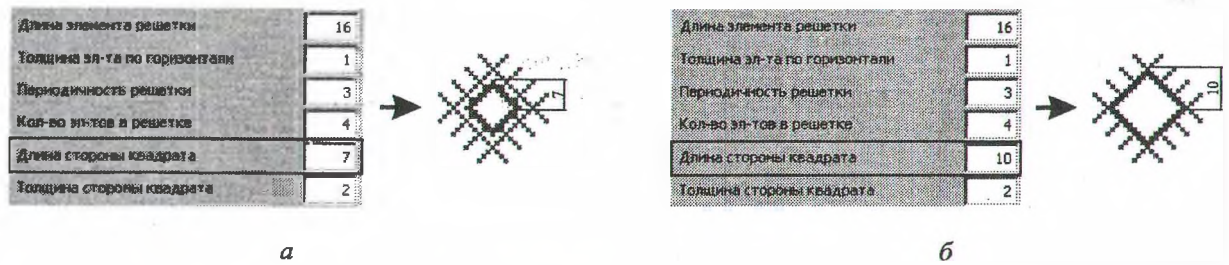 Длина элемента решетки 16
Толщина эл-та по горизонтали 1
Периодичность решетки 3
Кол-во эл-тов в решетке 4
Длина стороны квадрата 7
Толщина стороны квадрата 2
7
а
Длина элемента решетки 16
Толщина эл-та по горизонтали 1
Периодичность решетки 3
Кол-во эл-тов в решетке 4
Длина стороны квадрата 10
Толщина стороны квадрата 2
10
б